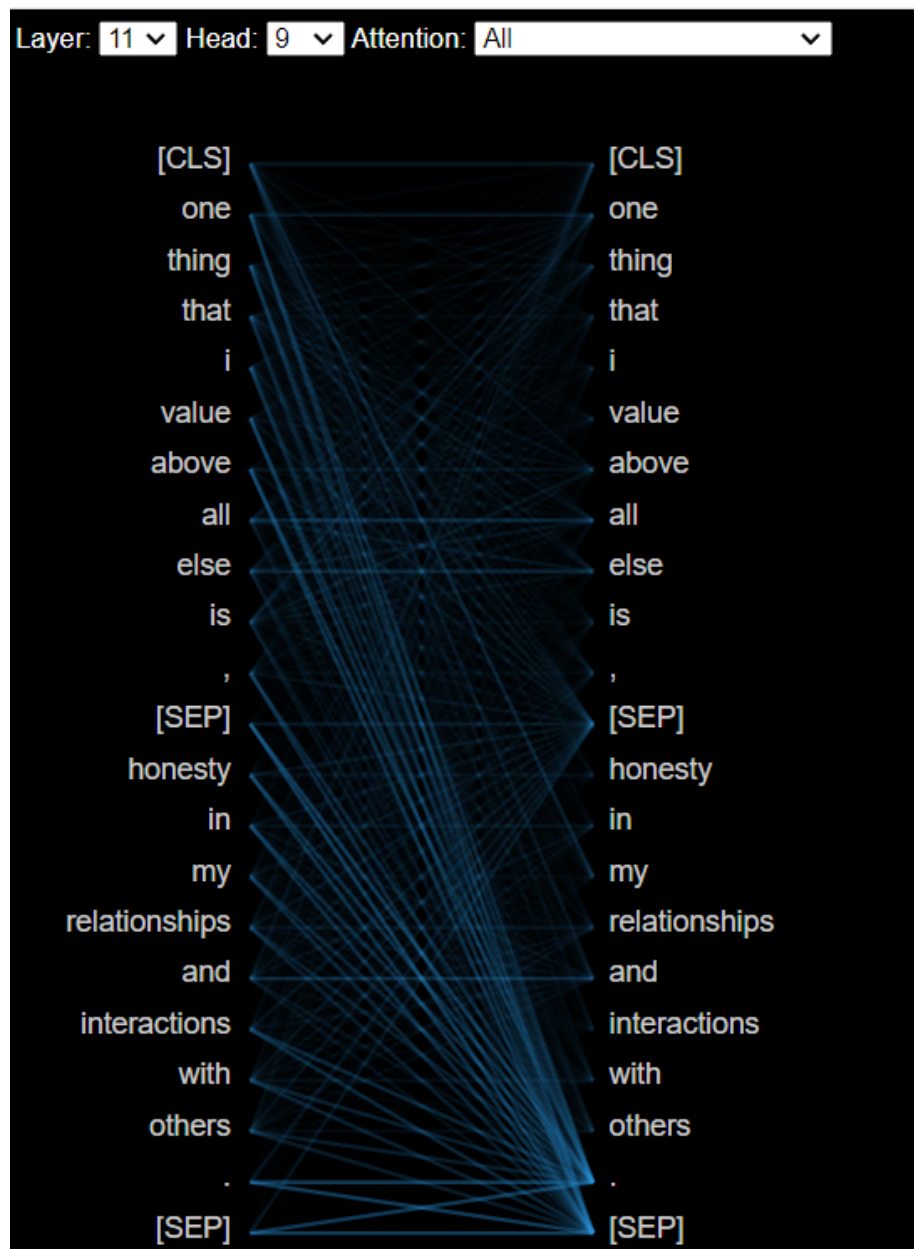 Layer: 11 Head: 9 Attention: All
[CLS] [CLS]
one one
thing thing
that that
i i
value value
above above
all all
else else
is is
, ,
[SEP] [SEP]
honesty honesty
in in
my my
relationships relationships
and and
interactions interactions
with with
others others
. .
[SEP] [SEP]